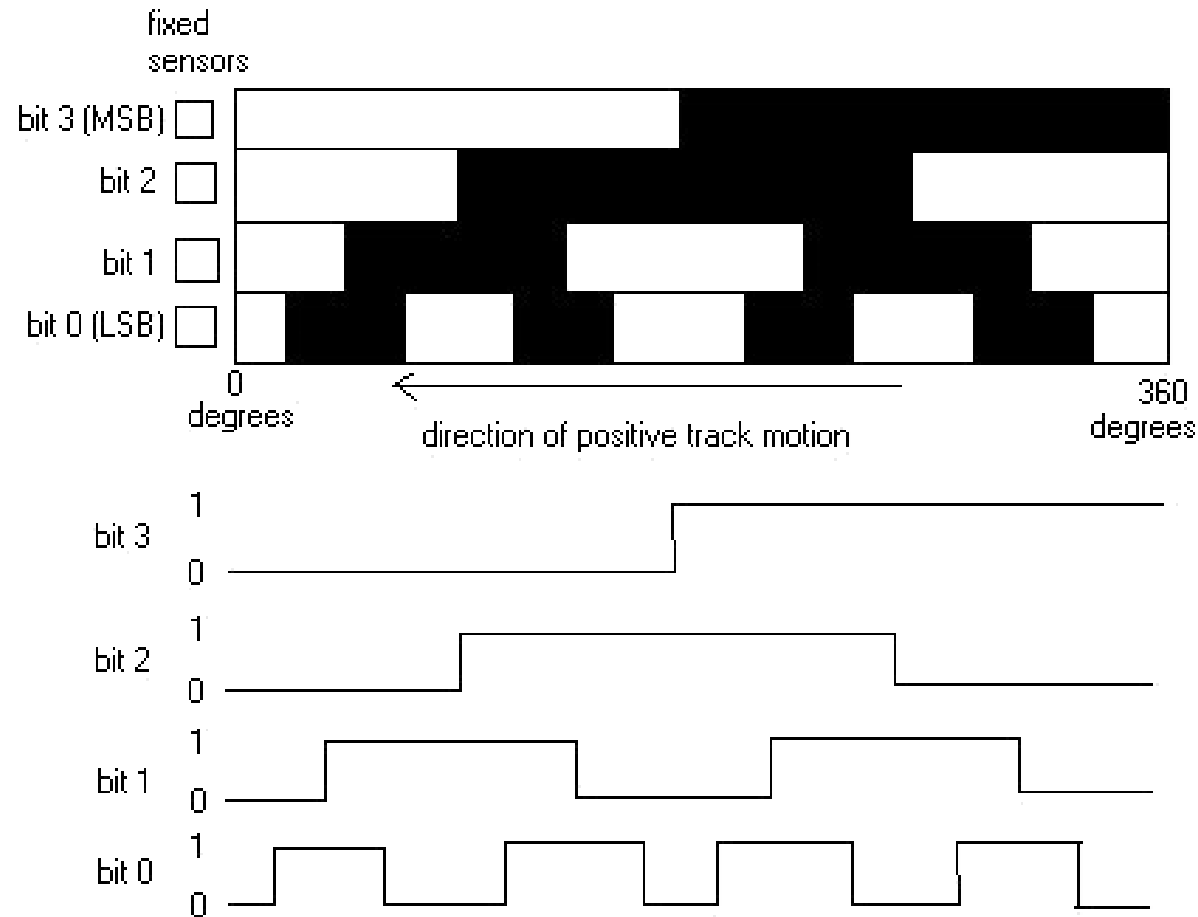 fixed
sensors
bit 3 (MSB)
bit 2
bit 1
bit 0 (LSB)
0
degrees
360
degrees
direction of positive track motion
1
bit 3
0
1
bit 2
0
1
bit 1
0
1
bit 0
0